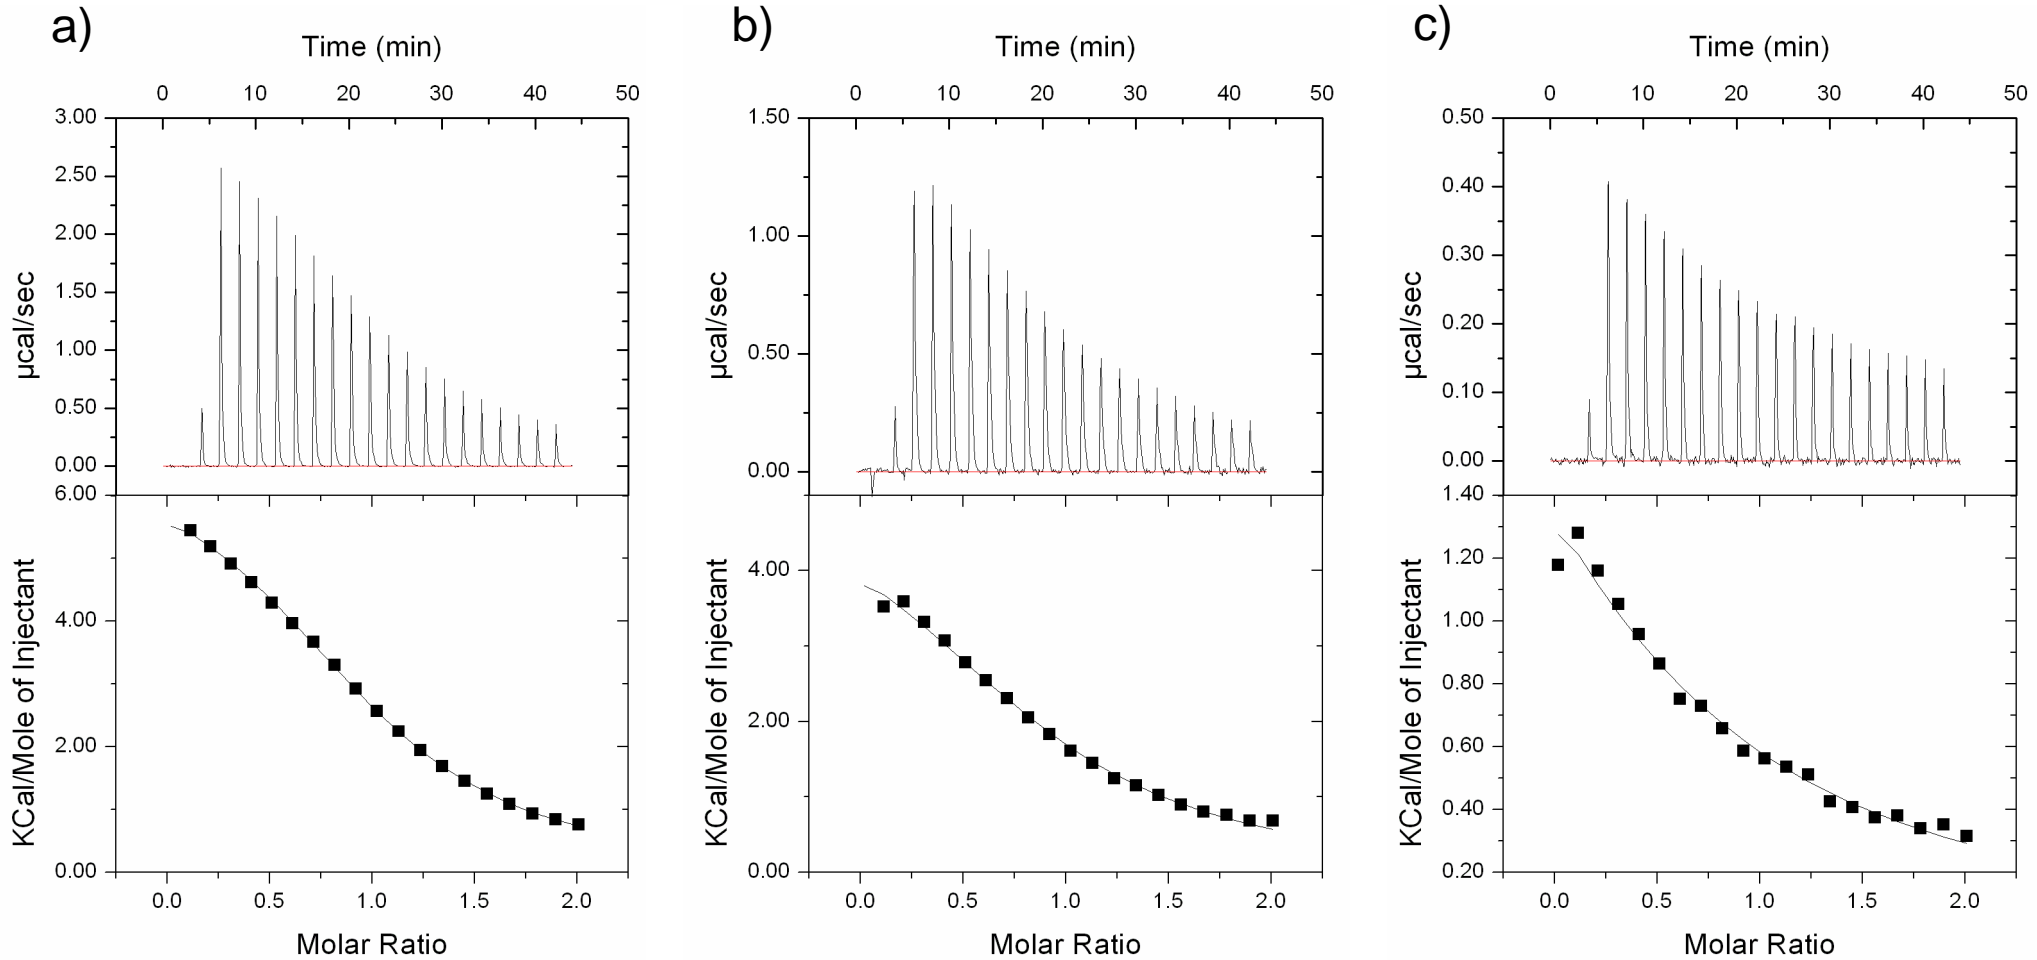 a)
Time (min)
0 10 20 30 40 50
3.00
2.50
2.00
1.50
1.00
0.50
0.00
µcal/sec
6.00
4.00
2.00
0.00
KCal/Mole of Injectant
0.0 0.5 1.0 1.5 2.0
Molar Ratio
b)
Time (min)
0 10 20 30 40 50
1.50
1.00
0.50
0.00
µcal/sec
4.00
2.00
0.00
KCal/Mole of Injectant
0.0 0.5 1.0 1.5 2.0
Molar Ratio
c)
Time (min)
0 10 20 30 40 50
0.50
0.40
0.30
0.20
0.10
0.00
µcal/sec
1.40
1.20
1.00
0.80
0.60
0.40
0.20
KCal/Mole of Injectant
0.0 0.5 1.0 1.5 2.0
Molar Ratio